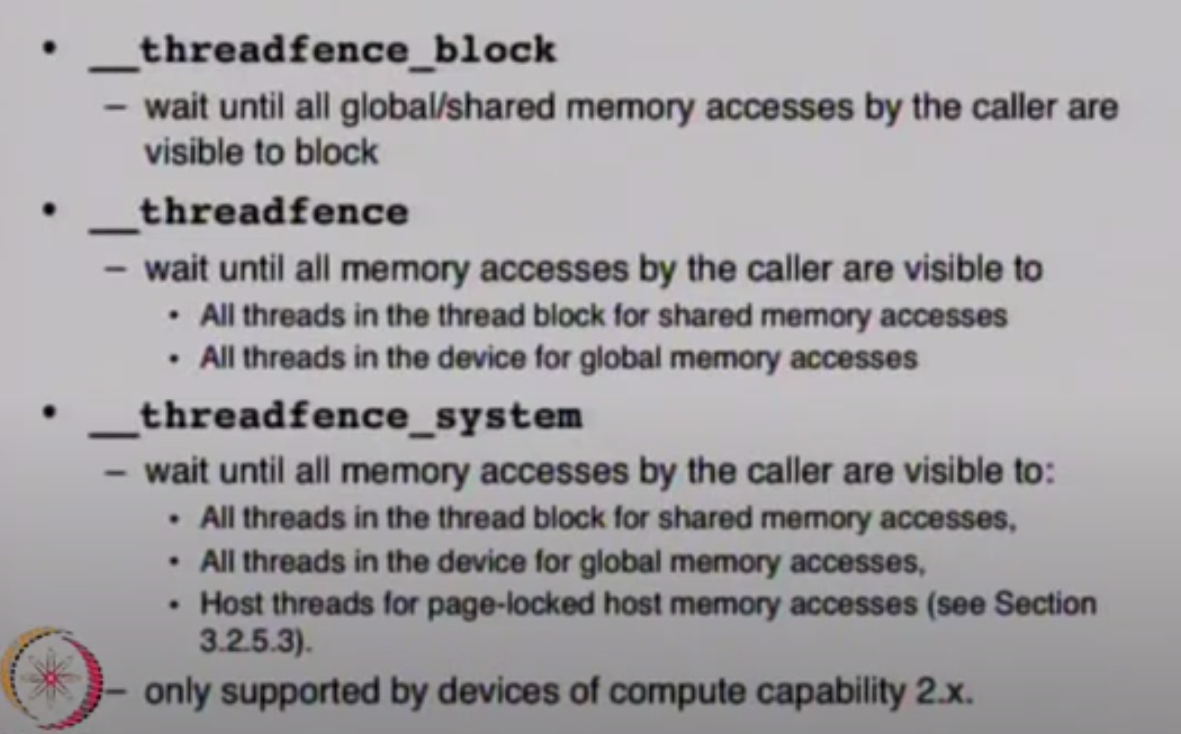 • __threadfence_block
– wait until all global/shared memory accesses by the caller are
visible to block
• __threadfence
– wait until all memory accesses by the caller are visible to
• All threads in the thread block for shared memory accesses
• All threads in the device for global memory accesses
• __threadfence_system
– wait until all memory accesses by the caller are visible to:
• All threads in the thread block for shared memory accesses,
• All threads in the device for global memory accesses,
• Host threads for page-locked host memory accesses (see Section
3.2.5.3).
– only supported by devices of compute capability 2.x.